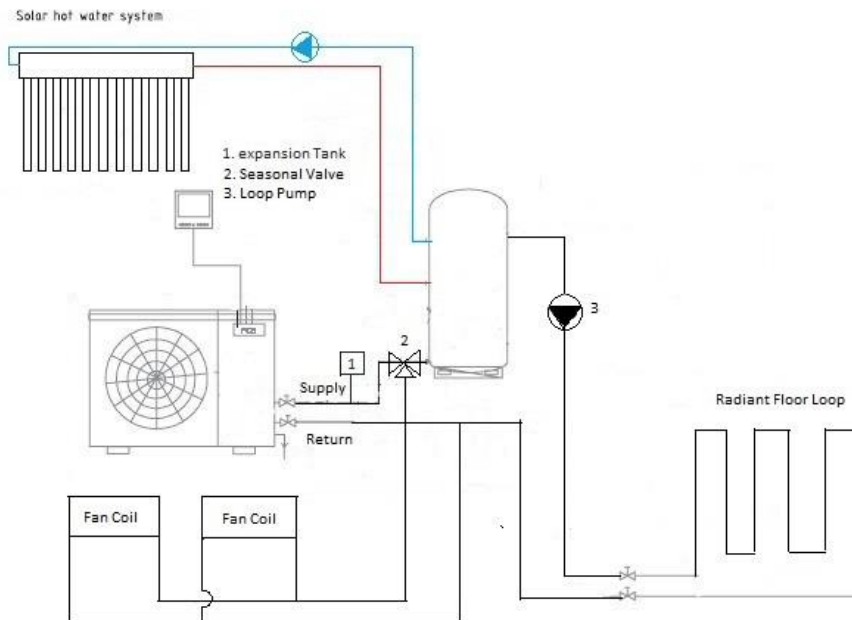 Solar hot water system
1. expansion Tank
2. Seasonal Valve
3. Loop Pump
3
2
1
Supply
Radiant Floor Loop
Return
Fan Coil
Fan Coil